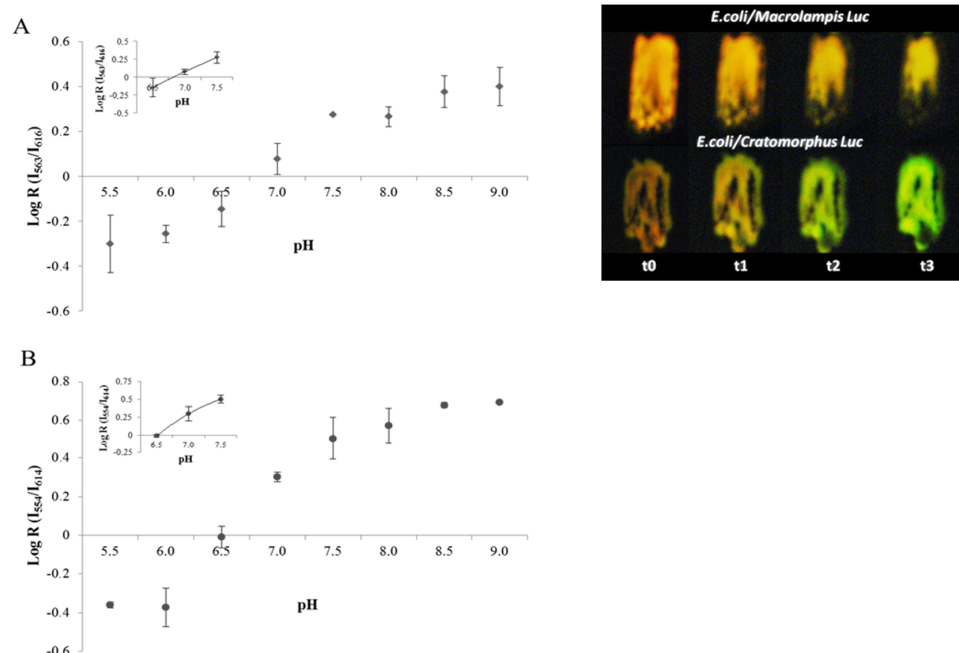 A
Log R (I563/I616)
0.6
0.4
0.2
0
-0.2
-0.4
-0.6
5.5 6.0 6.5 7.0 7.5 8.0 8.5 9.0
pH
Log R (I563/I616)
0.5
0.25
0
-0.25
-0.5
6.5 7.0 7.5
pH
E.coli/Macrolampis Luc
E.coli/Cratomorphus Luc
t0 t1 t2 t3
B
Log R (I554/I614)
0.8
0.6
0.4
0.2
0
-0.2
-0.4
-0.6
5.5 6.0 6.5 7.0 7.5 8.0 8.5 9.0
pH
Log R (I554/I614)
0.75
0.5
0.25
0
-0.25
6.5 7.0 7.5
pH